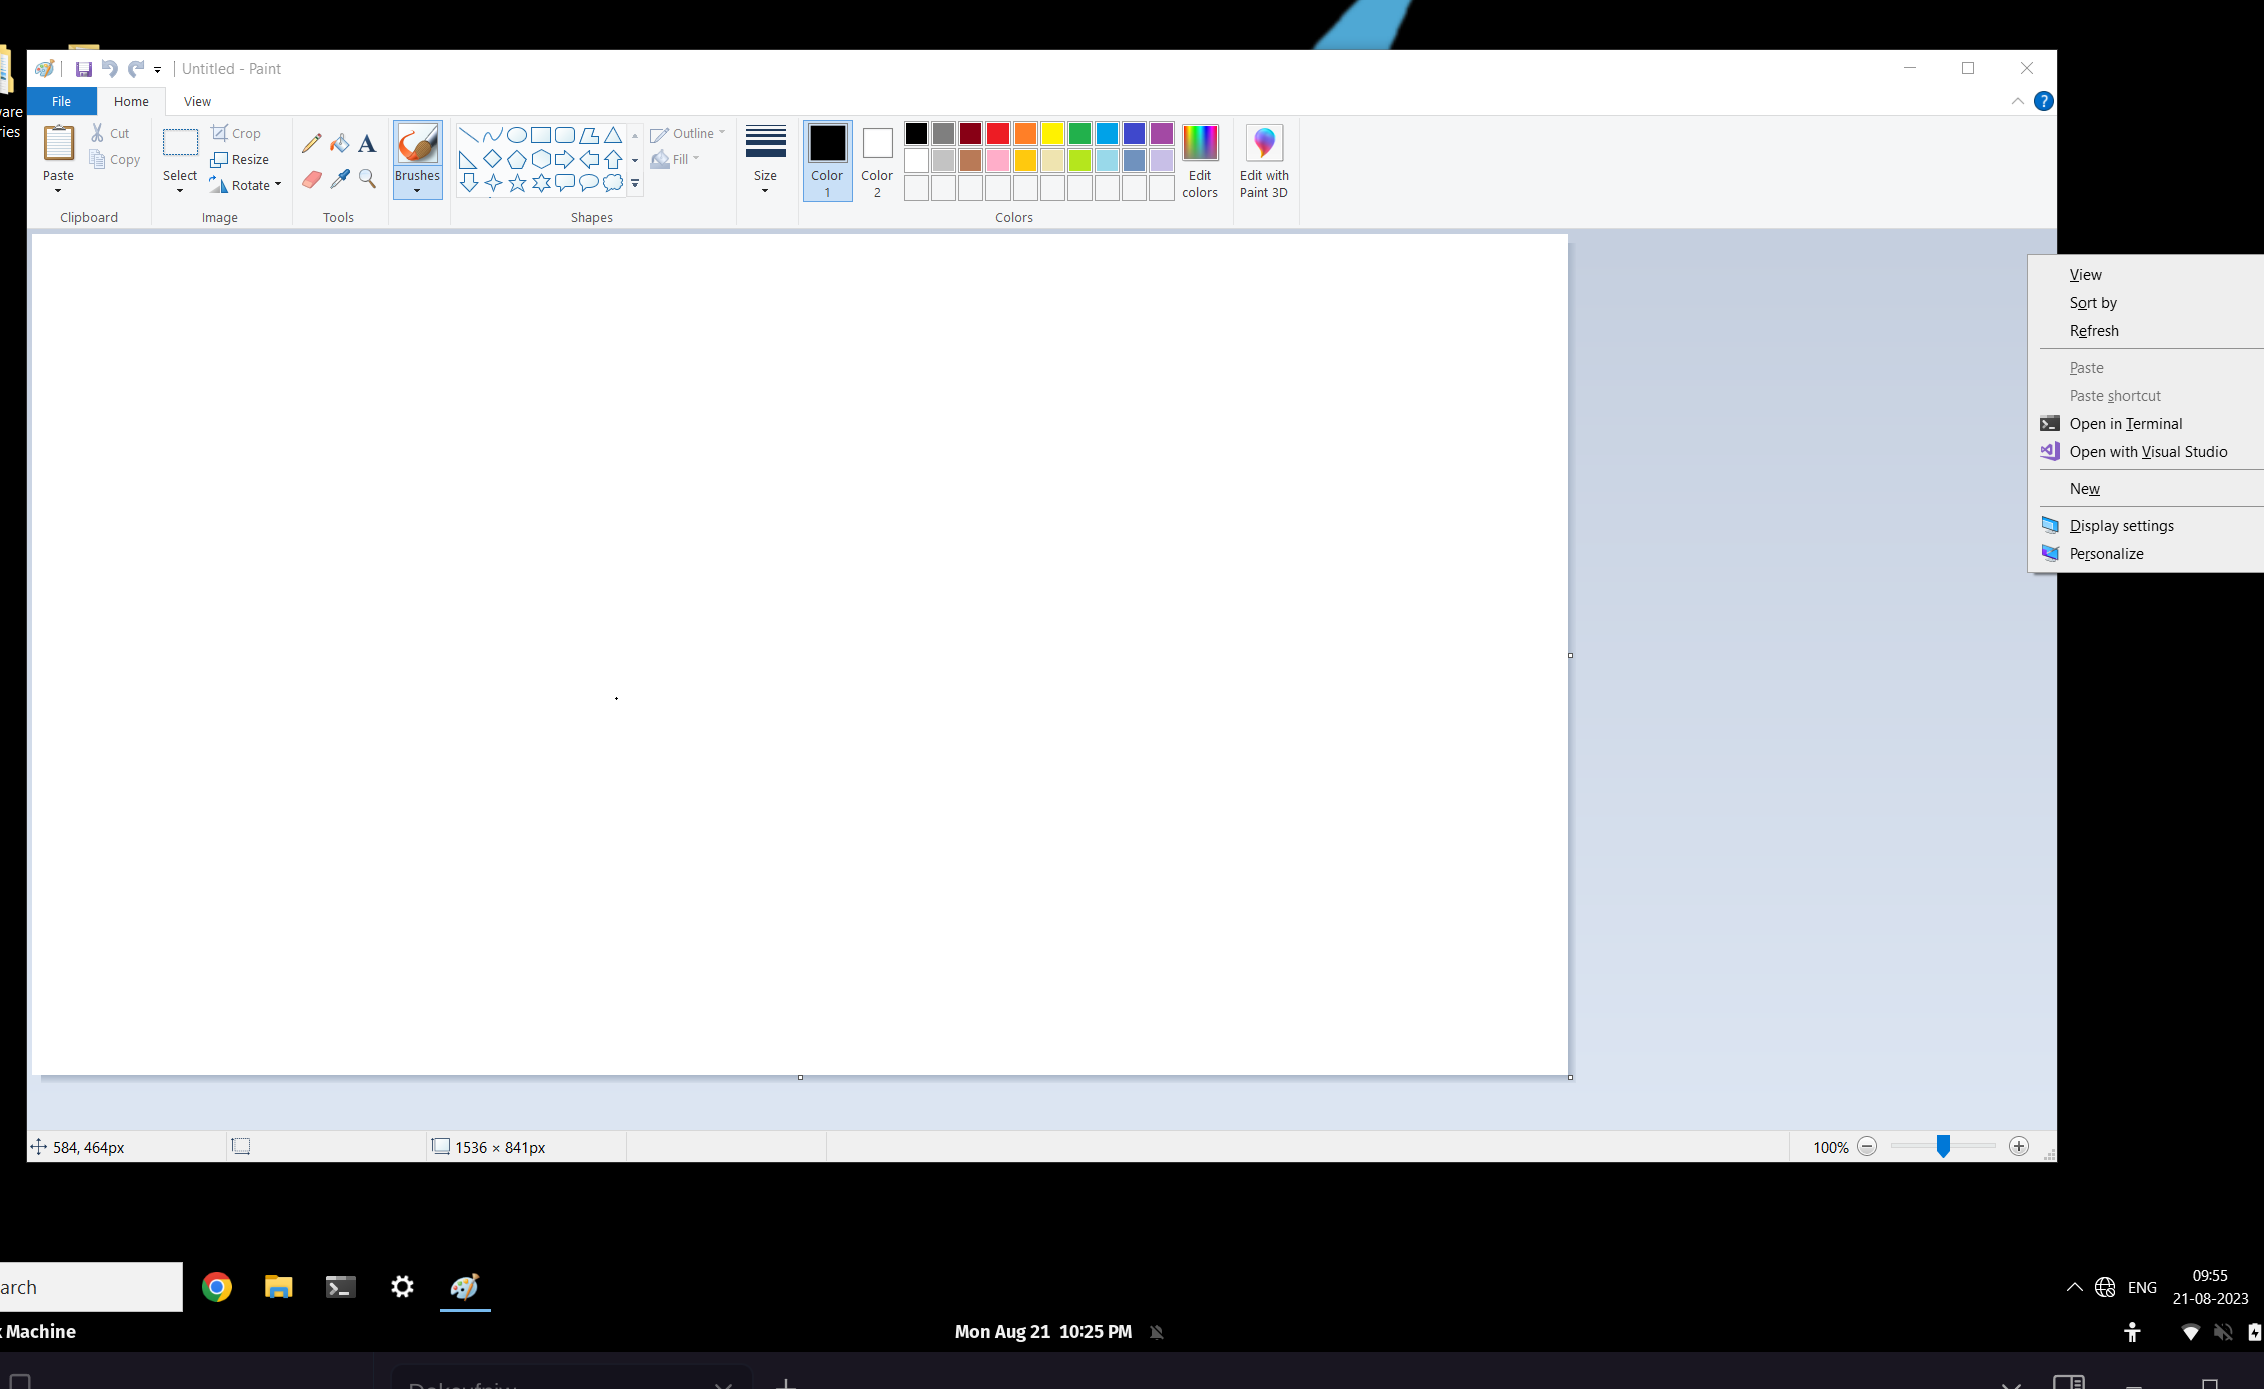 Untitled - Paint
File
Home
View
Paste
Cut
Copy
Clipboard
Select
Crop
Resize
Rotate
Image
Tools
Brushes
Outline
Fill
Shapes
Size
Color
1
Color
2
Edit
colors
Colors
Edit with
Paint 3D
ries
View
Sort by
Refresh
Paste
Paste shortcut
Open in Terminal
Open with Visual Studio
New
Display settings
Personalize
584, 464px
1536 × 841px
100%
arch
ENG
09:55
21-08-2023
Machine
Mon Aug 21 10:25 PM